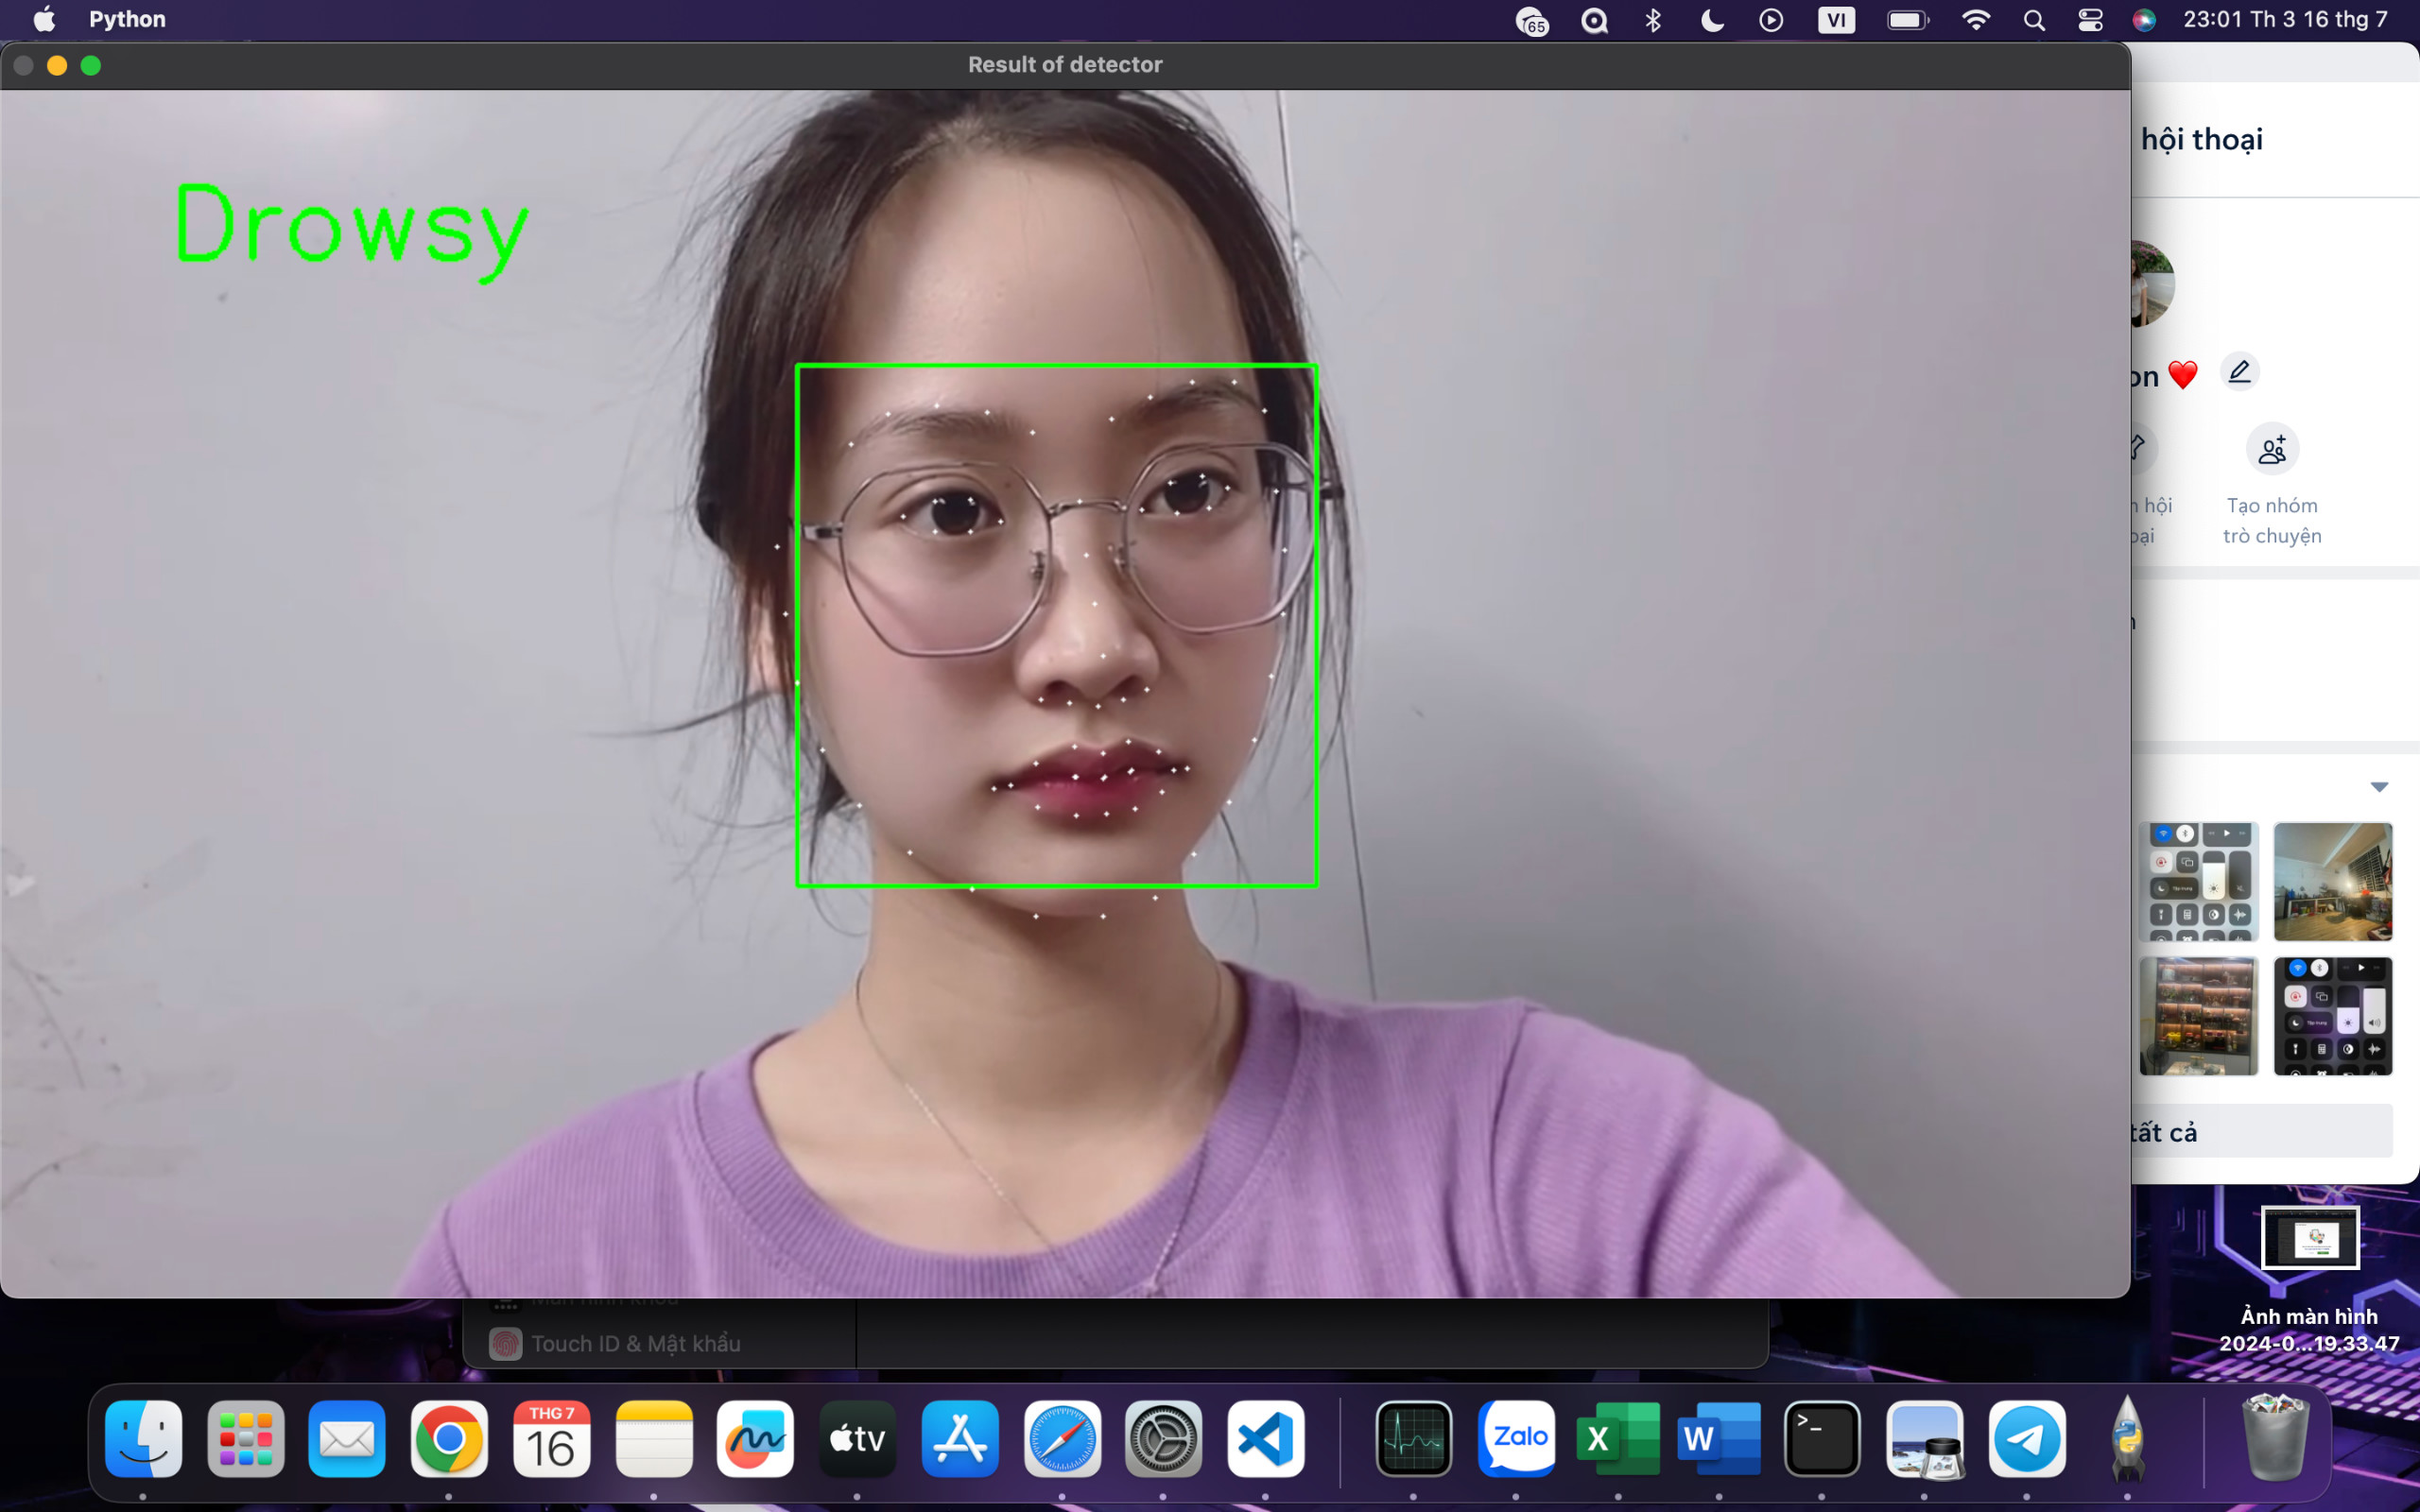 Python
65
VI
23:01 Th 3 16 thg 7
Result of detector
Drowsy
hội thoại
on ❤️
Tạo nhóm
trò chuyện
tất cả
Touch ID & Mật khẩu
Ảnh màn hình
2024-0...19.33.47
THG 7
16
tv
Zalo
X
W
>_